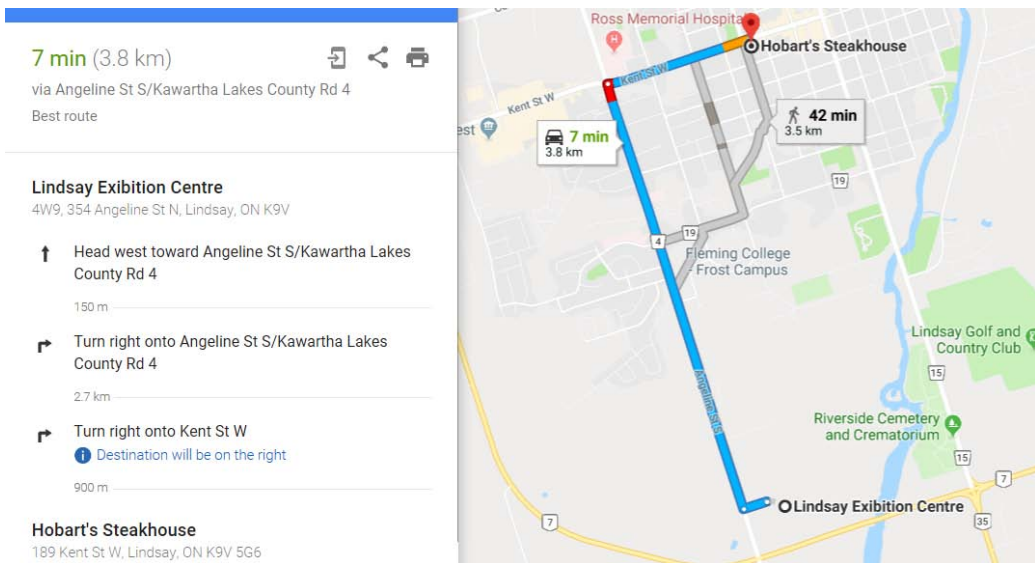 7 min (3.8 km)
via Angeline St S/Kawartha Lakes County Rd 4
Best route
Lindsay Exibition Centre
4W9, 354 Angeline St N, Lindsay, ON K9V
Head west toward Angeline St S/Kawartha Lakes
County Rd 4
150 m
Turn right onto Angeline St S/Kawartha Lakes
County Rd 4
2.7 km
Turn right onto Kent St W
i Destination will be on the right
900 m
Hobart's Steakhouse
189 Kent St W, Lindsay, ON K9V 5G6
Ross Memorial Hospital
H
Hobart's Steakhouse
Kent St W
Kent St W
est
7 min
3.8 km
42 min
3.5 km
19
19
4
Fleming College
- Frost Campus
Lindsay Golf and
Country Club
15
Angeline St S
Riverside Cemetery
and Crematorium
15
7
Lindsay Exibition Centre
7
35